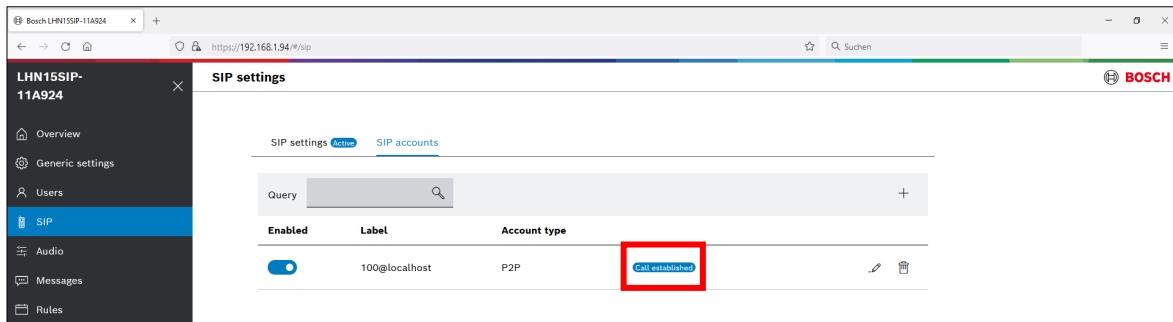 Bosch LHN15SIP-11A924
https://192.168.1.94/#/sip
Suchen
LHN15SIP-
11A924
SIP settings
BOSCH
Overview
Generic settings
Users
SIP
Audio
Messages
Rules
SIP settings Active SIP accounts
Query
Enabled Label Account type
100@localhost P2P Call established